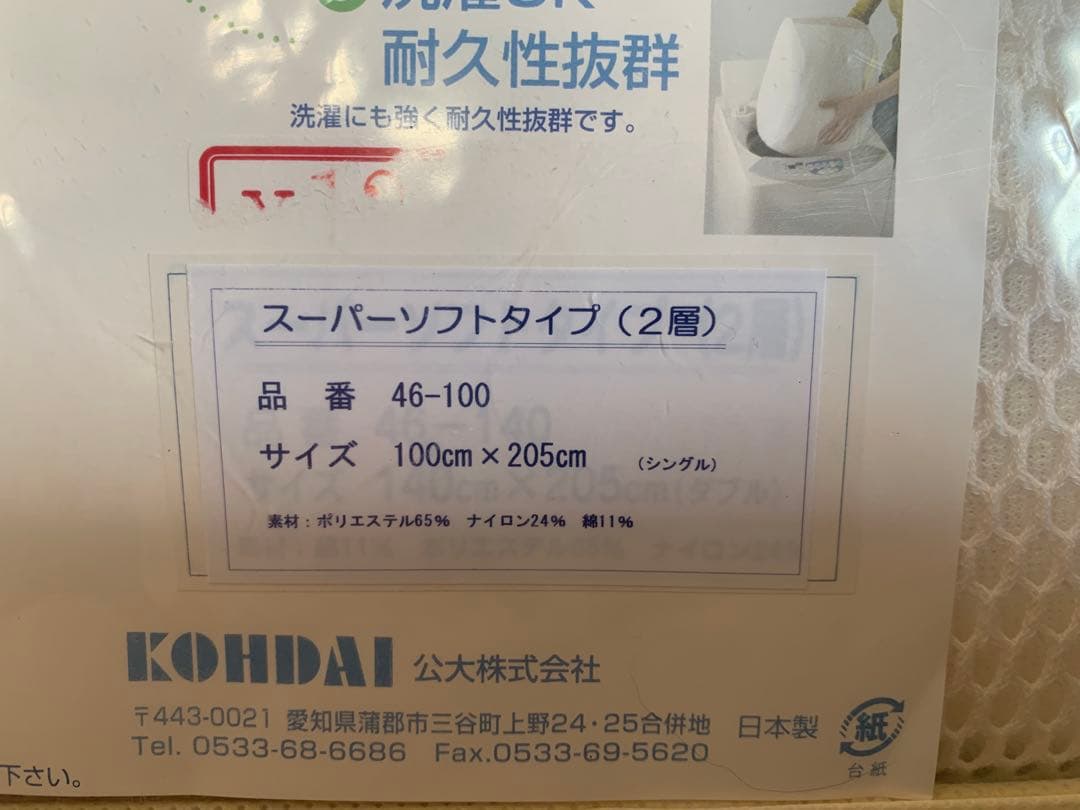 耐久性抜群
洗濯にも強く耐久性抜群です。
スーパーソフトタイプ（2層）
品 番 46-100
サイズ 100cm×205cm （シングル）
素材：ポリエステル65% ナイロン24% 綿11%
KOHDAI 公大株式会社
〒443-0021 愛知県蒲郡市三谷町上野24・25合併地 日本製
Tel. 0533-68-6686 Fax.0533-69-5620
紙
台紙
下さい。